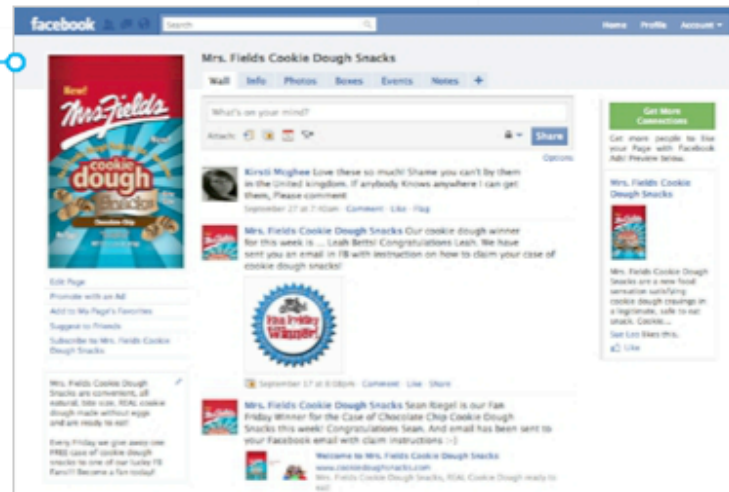 facebook
Search
Home Profile Account
Mrs. Fields Cookie Dough Snacks
Wall Info Photos Boxes Events Notes +
What's on your mind?
Attach:
Share
Options
New!
Mrs Fields
cookie
dough
Snacks
Chocolate Chip
Kirsti Mcghee Love these so much! Shame you can't by them
in the United kingdom. If anybody Knows anywhere I can get
them, Please comment
September 27 at 7:40am · Comment · Like · Flag
Mrs. Fields Cookie Dough Snacks Our cookie dough winner
for this week is ... Leah Betts! Congratulations Leah. We have
sent you an email in FB with instruction on how to claim your case of
cookie dough snacks!
Fan Friday
winner!
September 17 at 8:08pm · Comment · Like · Share
Mrs. Fields Cookie Dough Snacks Sean Riegel is our Fan
Friday Winner for the Case of Chocolate Chip Cookie Dough
Snacks this week! Congratulations Sean. And email has been sent to
your Facebook email with claim instructions :-)
Welcome to Mrs. Fields Cookie Dough Snacks
www.cookiedoughsnacks.com
Mrs. Fields Cookie Dough Snacks, REAL Cookie Dough ready to
eat!
Edit Page
Promote with an Ad
Add to My Page's Favorites
Suggest to Friends
Subscribe to Mrs. Fields Cookie
Dough Snacks
Mrs. Fields Cookie Dough
Snacks are convenient, all
natural, bite size, REAL cookie
dough made without eggs
and are ready to eat!
Every Friday we give away one
FREE case of cookie dough
snacks to one of our lucky FB
Fans!!! Become a fan today!
Get More
Connections
Get more people to like
your Page with Facebook
Ads! Preview below.
Mrs. Fields Cookie Dough
Snacks
Mrs. Fields Cookie Dough
Snacks are a new food
sensation satisfying
cookie dough cravings in
a legitimate, safe to eat
snack. Cookie...
Sue Lee likes this.
Like